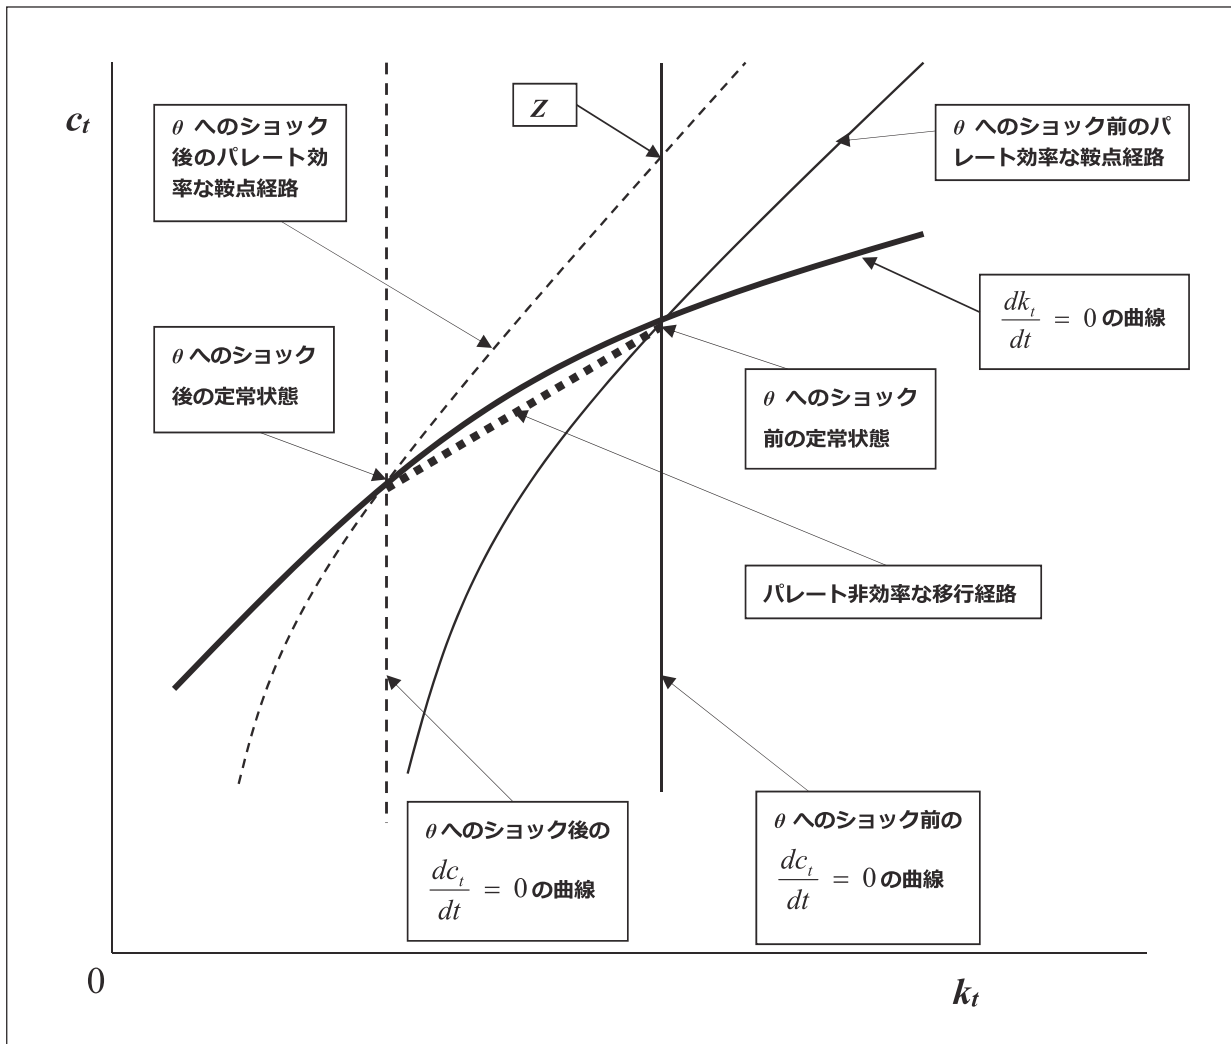 c_t
θ へのショック
後のパレート効
率な鞍点経路
Z
θ へのショック前のパ
レート効率な鞍点経路
dk_t/dt = 0 の曲線
θ へのショック
後の定常状態
θ へのショック
前の定常状態
パレート非効率な移行経路
θ へのショック後の
dc_t/dt = 0 の曲線
θ へのショック前の
dc_t/dt = 0 の曲線
0
k_t